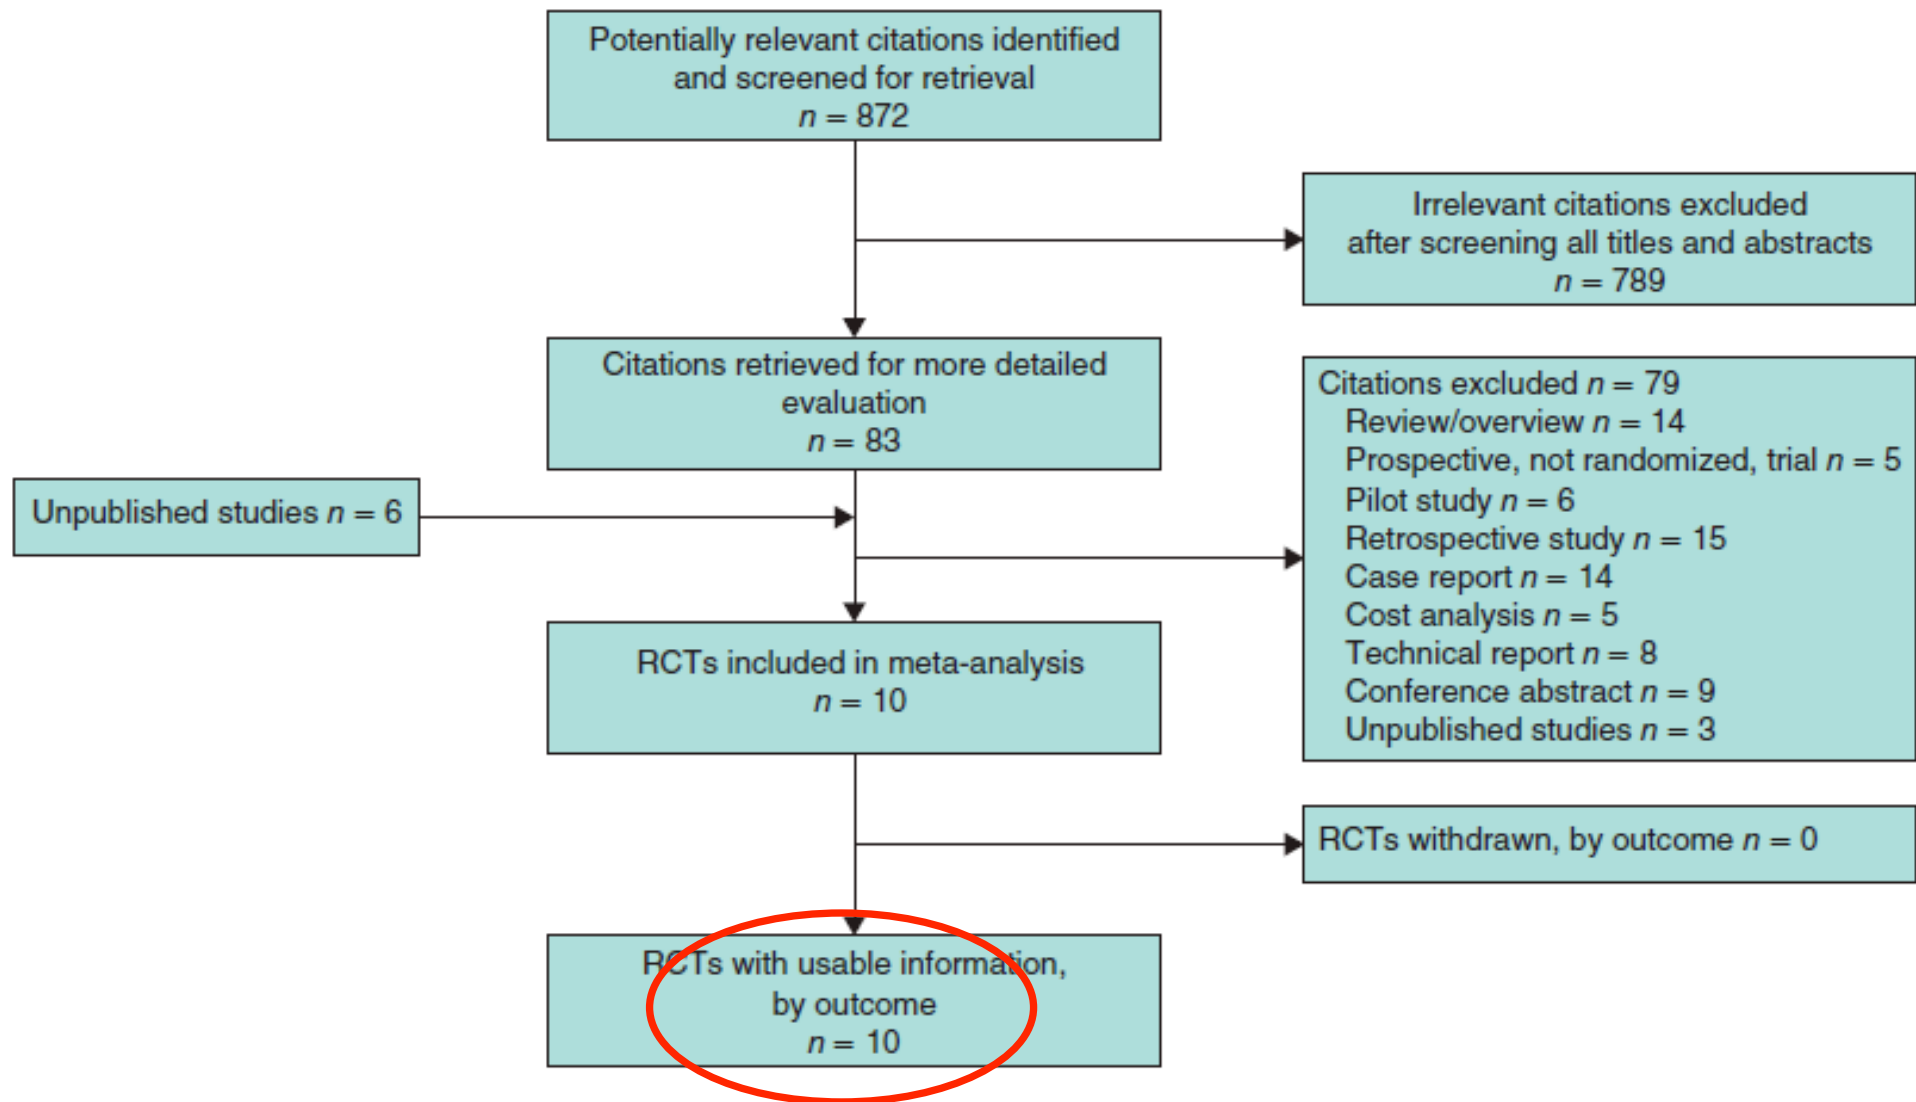 Potentially relevant citations identified
and screened for retrieval
n = 872
Irrelevant citations excluded
after screening all titles and abstracts
n = 789
Citations retrieved for more detailed
evaluation
n = 83
Unpublished studies n = 6
Citations excluded n = 79
Review/overview n = 14
Prospective, not randomized, trial n = 5
Pilot study n = 6
Retrospective study n = 15
Case report n = 14
Cost analysis n = 5
Technical report n = 8
Conference abstract n = 9
Unpublished studies n = 3
RCTs included in meta-analysis
n = 10
RCTs withdrawn, by outcome n = 0
RCTs with usable information,
by outcome
n = 10